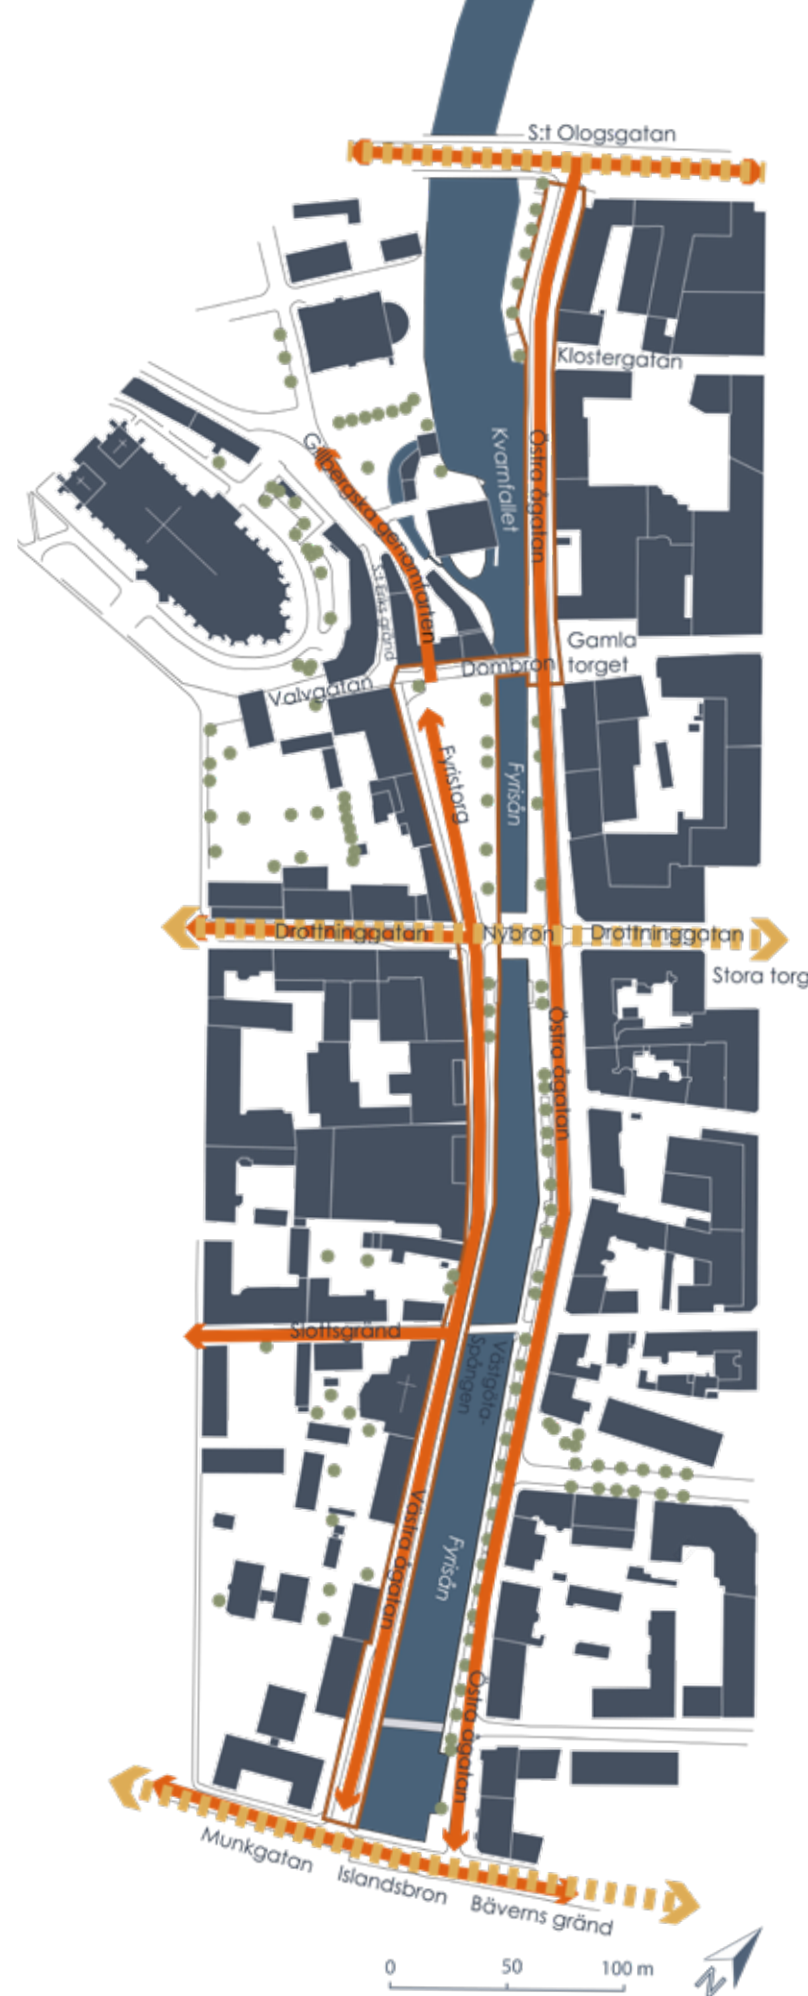 S:t Ologsgatan
Klostergatan
Östra ågatan
Kvarnfallet
Gillbergska genomfarten
S:t Eriks gränd
Gamla
torget
Dombron
Valvgatan
Fyristorg
Fyrisån
Drottninggatan
Nybron
Drottninggatan
Stora torg
Östra ågatan
Slottsgränd
Västgöta-
Spången
Västra ågatan
Fyrisån
Östra ågatan
Munkgatan
Islandsbron
Bäverns gränd
0 50 100 m
N